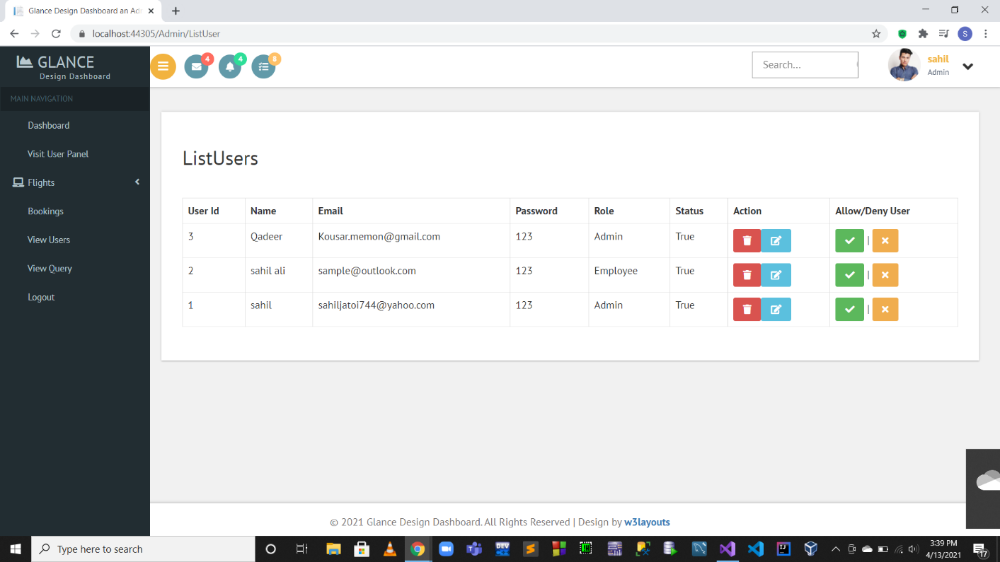 Glance Design Dashboard an Ad
localhost:44305/Admin/ListUser
S
GLANCE
Design Dashboard
4
4
8
Search...
sahil
Admin
MAIN NAVIGATION
Dashboard
Visit User Panel
Flights
Bookings
View Users
View Query
Logout
ListUsers
User Id Name Email Password Role Status Action Allow/Deny User
3 Qadeer Kousar.memon@gmail.com 123 Admin True |
2 sahil ali sample@outlook.com 123 Employee True |
1 sahil sahiljatoi744@yahoo.com 123 Admin True |
© 2021 Glance Design Dashboard. All Rights Reserved | Design by w3layouts
Type here to search
DEV
IJ
3:39 PM
4/13/2021
17